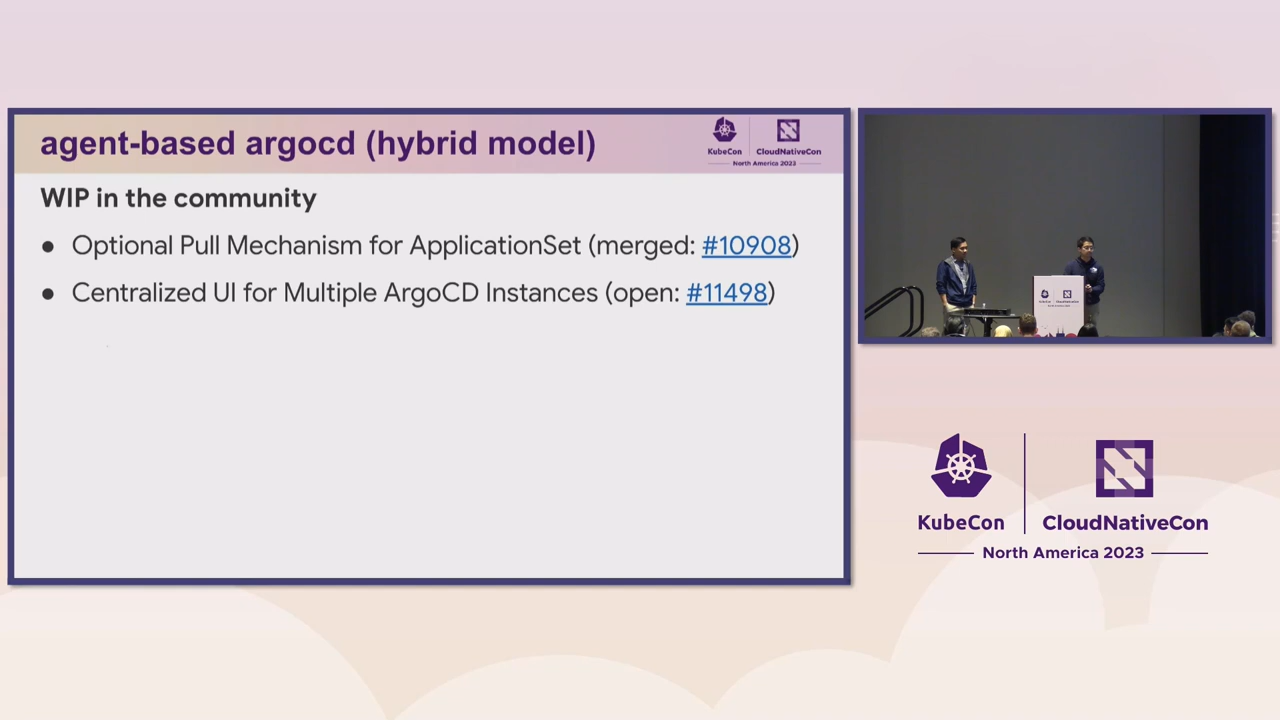 agent-based argocd (hybrid model)
KubeCon
CloudNativeCon
North America 2023
WIP in the community
● Optional Pull Mechanism for ApplicationSet (merged: #10908)
● Centralized UI for Multiple ArgoCD Instances (open: #11498)
KubeCon
CloudNativeCon
North America 2023